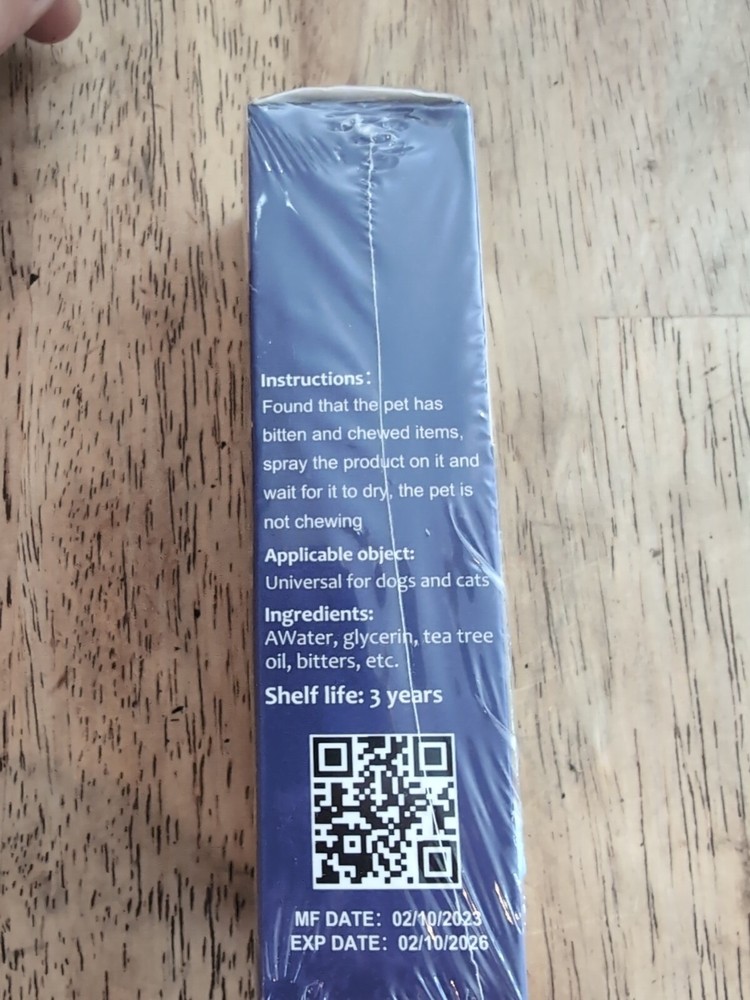 Instructions:
Found that the pet has
bitten and chewed items,
spray the product on it and
wait for it to dry, the pet is
not chewing
Applicable object:
Universal for dogs and cats
Ingredients:
AWater, glycerin, tea tree
oil, bitters, etc.
Shelf life: 3 years
MF DATE: 02/10/2023
EXP DATE: 02/10/2026